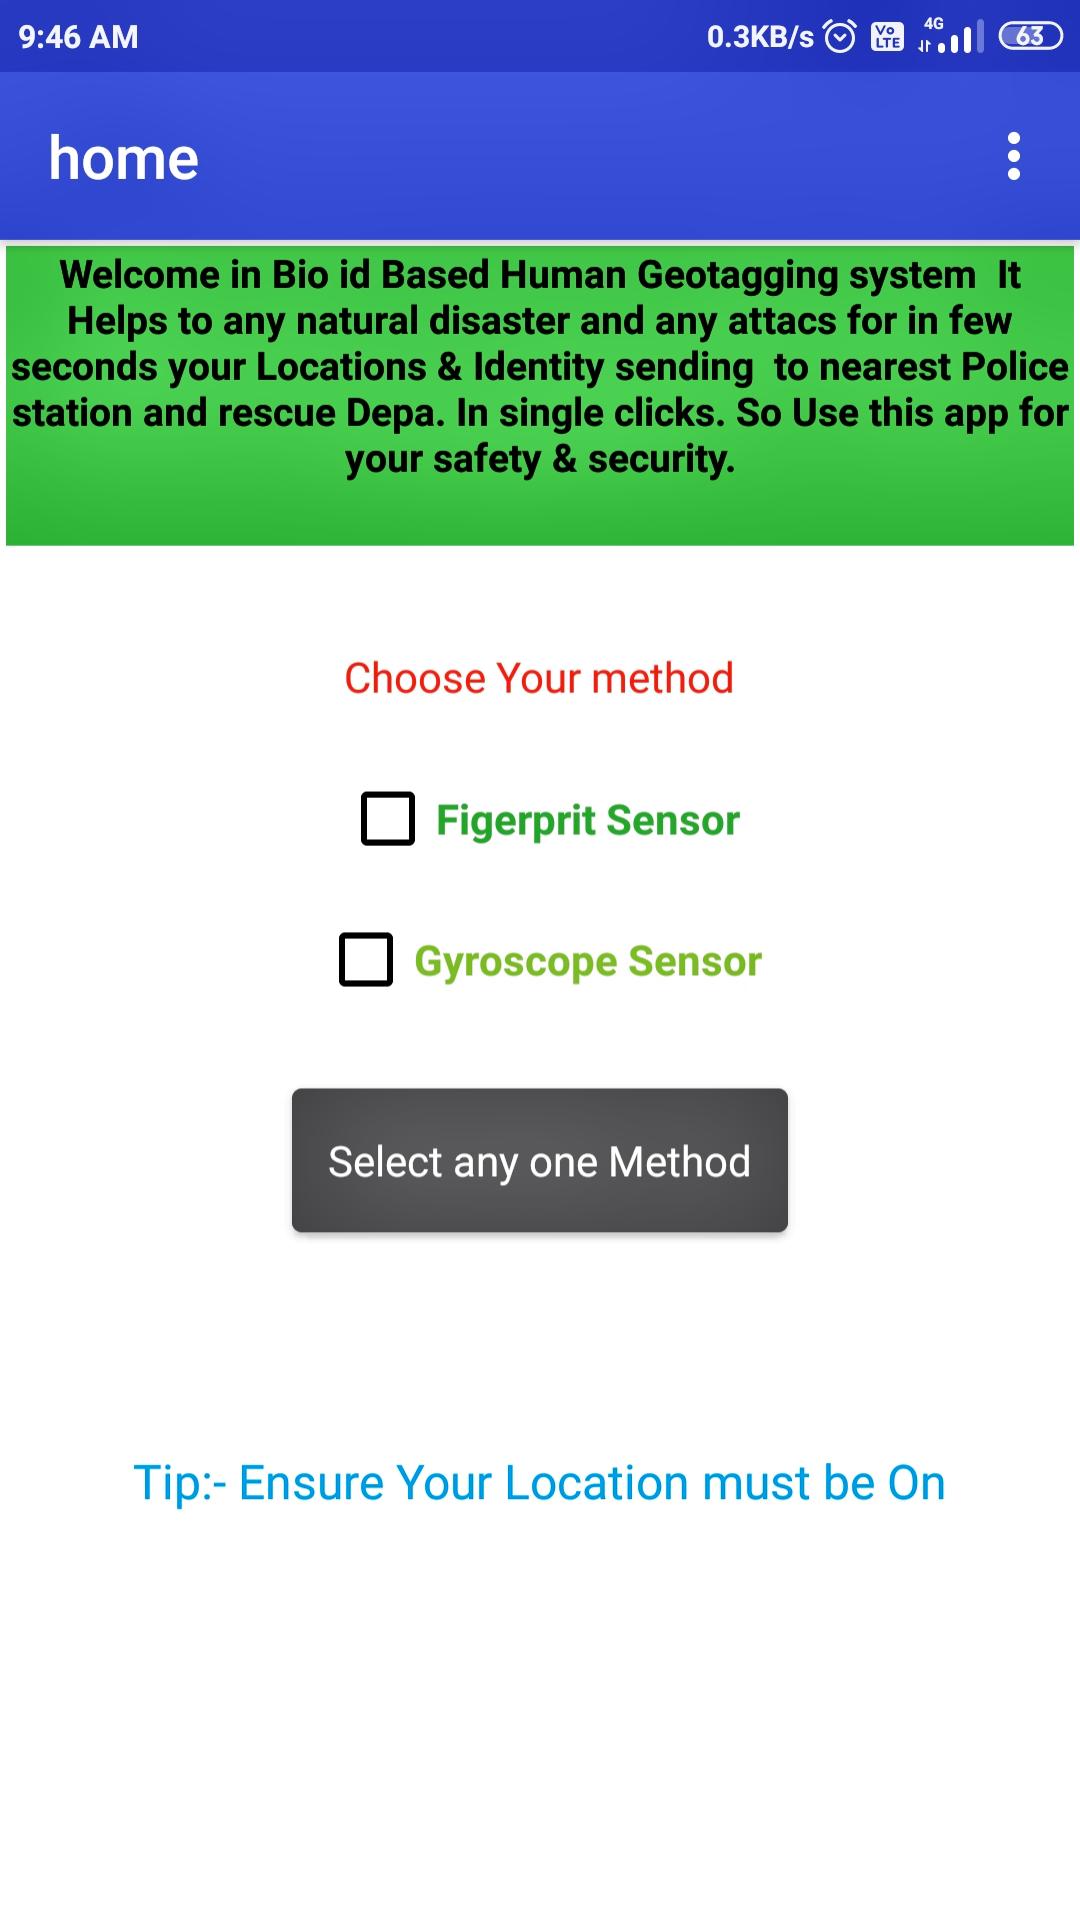 9:46 AM
0.3KB/s
Vo
LTE
4G
63
home
Welcome in Bio id Based Human Geotagging system  It
Helps to any natural disaster and any attacs for in few
seconds your Locations & Identity sending  to nearest Police
station and rescue Depa. In single clicks. So Use this app for
your safety & security.
Choose Your method
Figerprit Sensor
Gyroscope Sensor
Select any one Method
Tip:- Ensure Your Location must be On